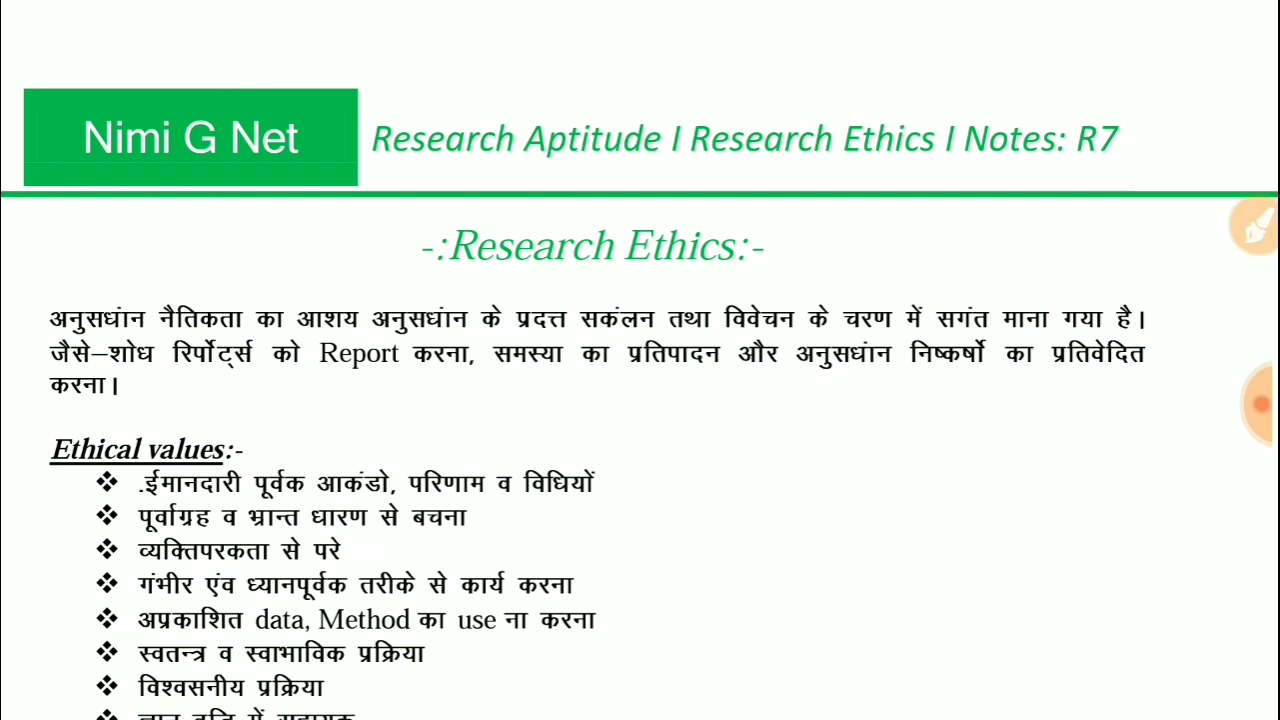 Nimi G Net
Research Aptitude I Research Ethics I Notes: R7
-:Research Ethics:-
अनुसधांन नैतिकता का आशय अनुसधांन के प्रदत्त सकंलन तथा विवेचन के चरण में सगंत माना गया है।
जैसे–शोध रिर्पोट्र्स को Report करना, समस्या का प्रतिपादन और अनुसधांन निष्कर्षो का प्रतिवेदित
करना।
Ethical values:-
❖ .ईमानदारी पूर्वक आकंडो, परिणाम व विधियों
❖ पूर्वाग्रह व भ्रान्त धारण से बचना
❖ व्यक्तिपरकता से परे
❖ गंभीर एंव ध्यानपूर्वक तरीके से कार्य करना
❖ अप्रकाशित data, Method का use ना करना
❖ स्वतन्त्र व स्वाभाविक प्रक्रिया
❖ विश्वसनीय प्रक्रिया